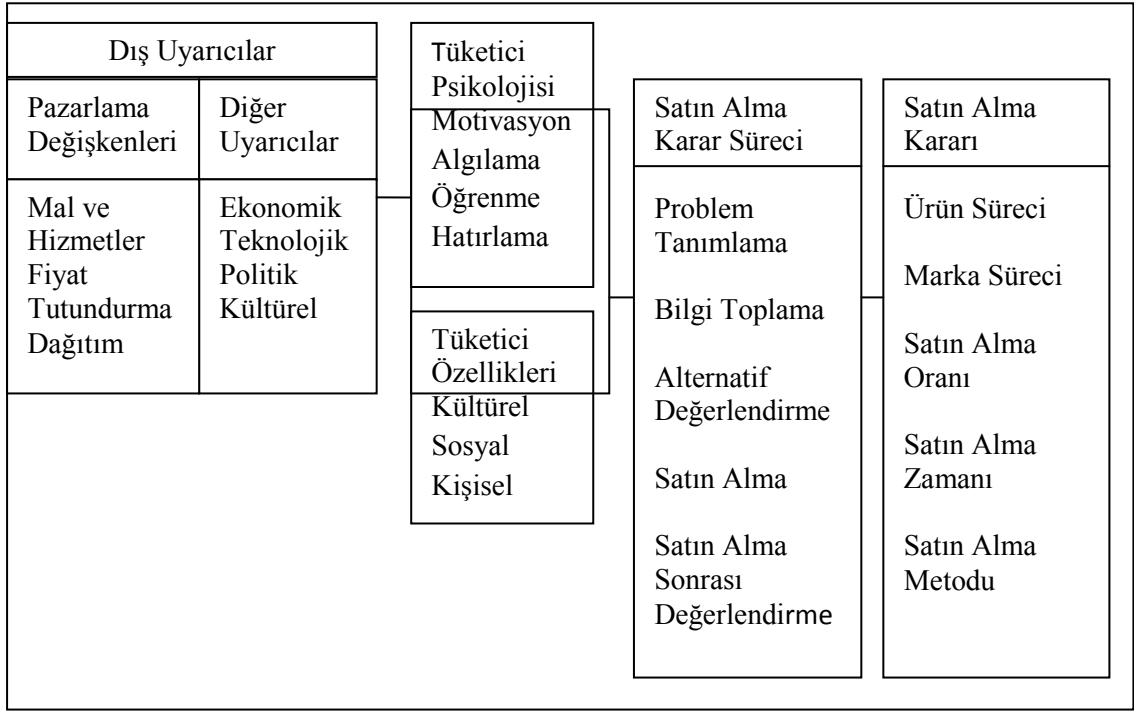 Dış Uyarıcılar
Pazarlama
Değişkenleri
Diğer
Uyarıcılar
Mal ve
Hizmetler
Fiyat
Tutundurma
Dağıtım
Ekonomik
Teknolojik
Politik
Kültürel
Tüketici
Psikolojisi
Motivasyon
Algılama
Öğrenme
Hatırlama
Tüketici
Özellikleri
Kültürel
Sosyal
Kişisel
Satın Alma
Karar Süreci
Problem
Tanımlama
Bilgi Toplama
Alternatif
Değerlendirme
Satın Alma
Satın Alma
Sonrası
Değerlendirme
Satın Alma
Kararı
Ürün Süreci
Marka Süreci
Satın Alma
Oranı
Satın Alma
Zamanı
Satın Alma
Metodu